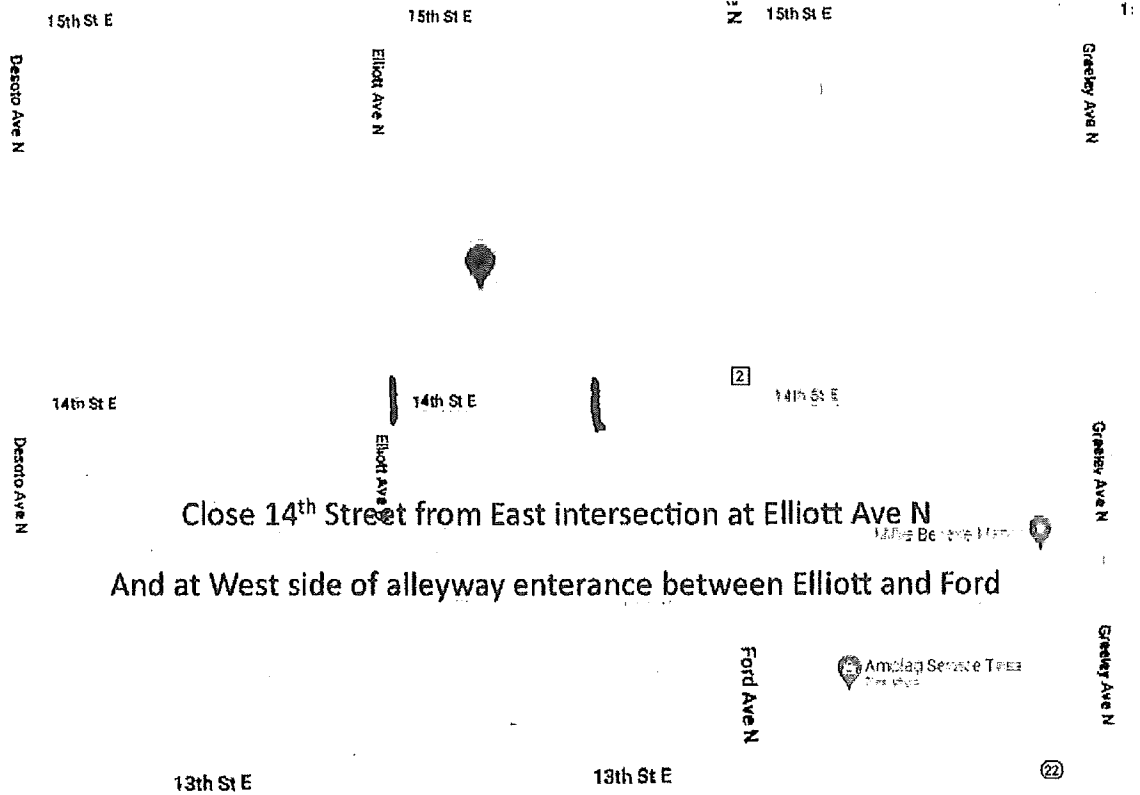 15th St E
15th St E
N
15th St E
Desoto Ave N
Elliott Ave N
Greeley Ave N
14th St E
14th St E
2
14th St E
Desoto Ave N
Elliott Ave
Greeley Ave N
Close 14th Street from East intersection at Elliott Ave N
And at West side of alleyway enterance between Elliott and Ford
Ford Ave N
Service
Greeley Ave N
13th St E
13th St E
22